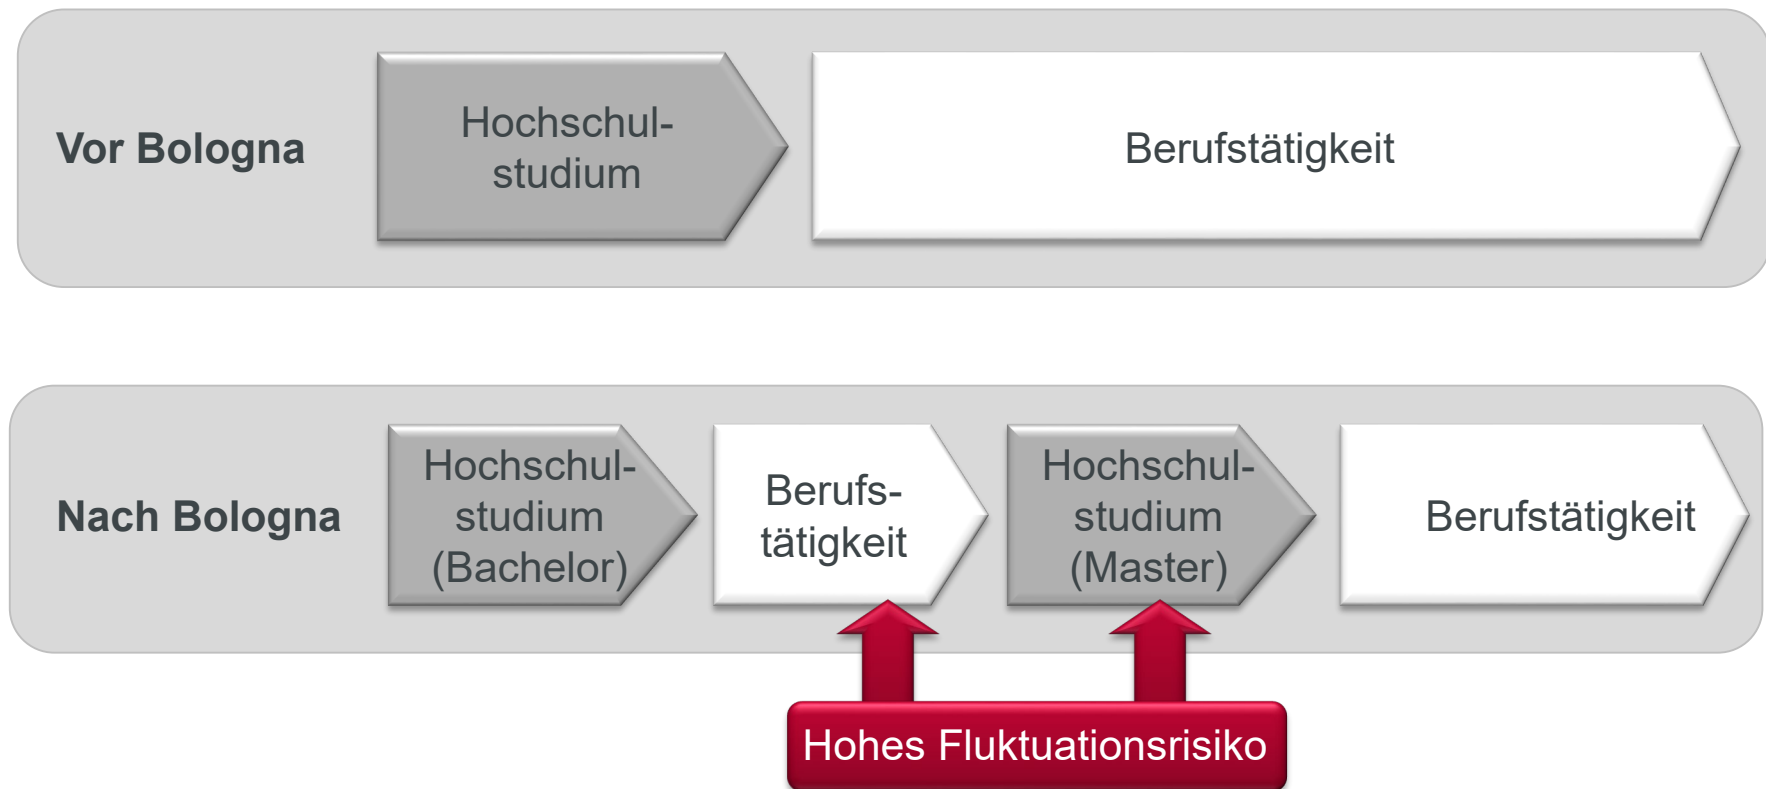 Vor Bologna
Hochschul-
studium
Berufstätigkeit
Nach Bologna
Hochschul-
studium
(Bachelor)
Berufs-
tätigkeit
Hochschul-
studium
(Master)
Berufstätigkeit
Hohes Fluktuationsrisiko